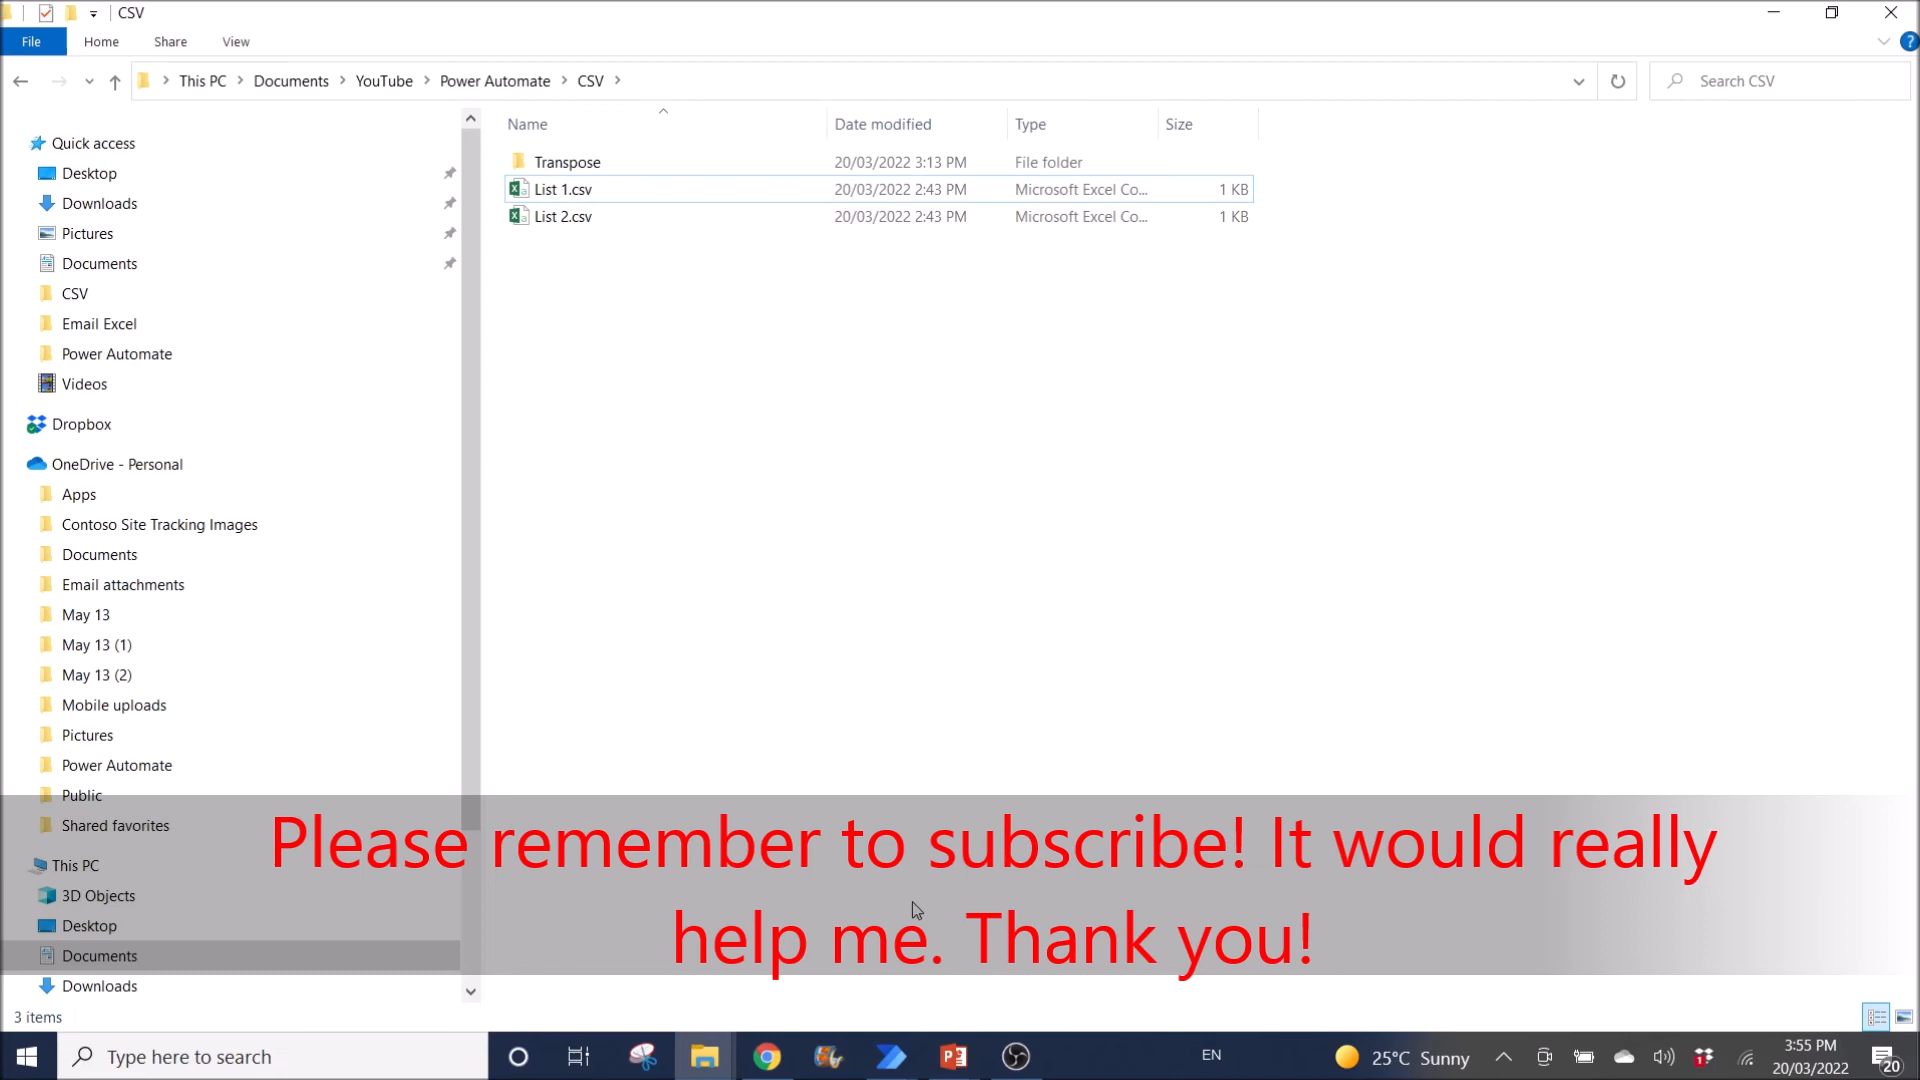 CSV
File Home Share View
This PC Documents YouTube Power Automate CSV Search CSV
Name Date modified Type Size
Quick access
Desktop
Downloads
Pictures
Documents
CSV
Email Excel
Power Automate
Videos
Dropbox
OneDrive - Personal
Apps
Contoso Site Tracking Images
Documents
Email attachments
May 13
May 13 (1)
May 13 (2)
Mobile uploads
Pictures
Power Automate
Public
Shared favorites
This PC
3D Objects
Desktop
Documents
Downloads
Transpose 20/03/2022 3:13 PM File folder
List 1.csv 20/03/2022 2:43 PM Microsoft Excel Co... 1 KB
List 2.csv 20/03/2022 2:43 PM Microsoft Excel Co... 1 KB
Please remember to subscribe! It would really
help me. Thank you!
3 items
Type here to search EN 25°C Sunny 3:55 PM
20/03/2022 20